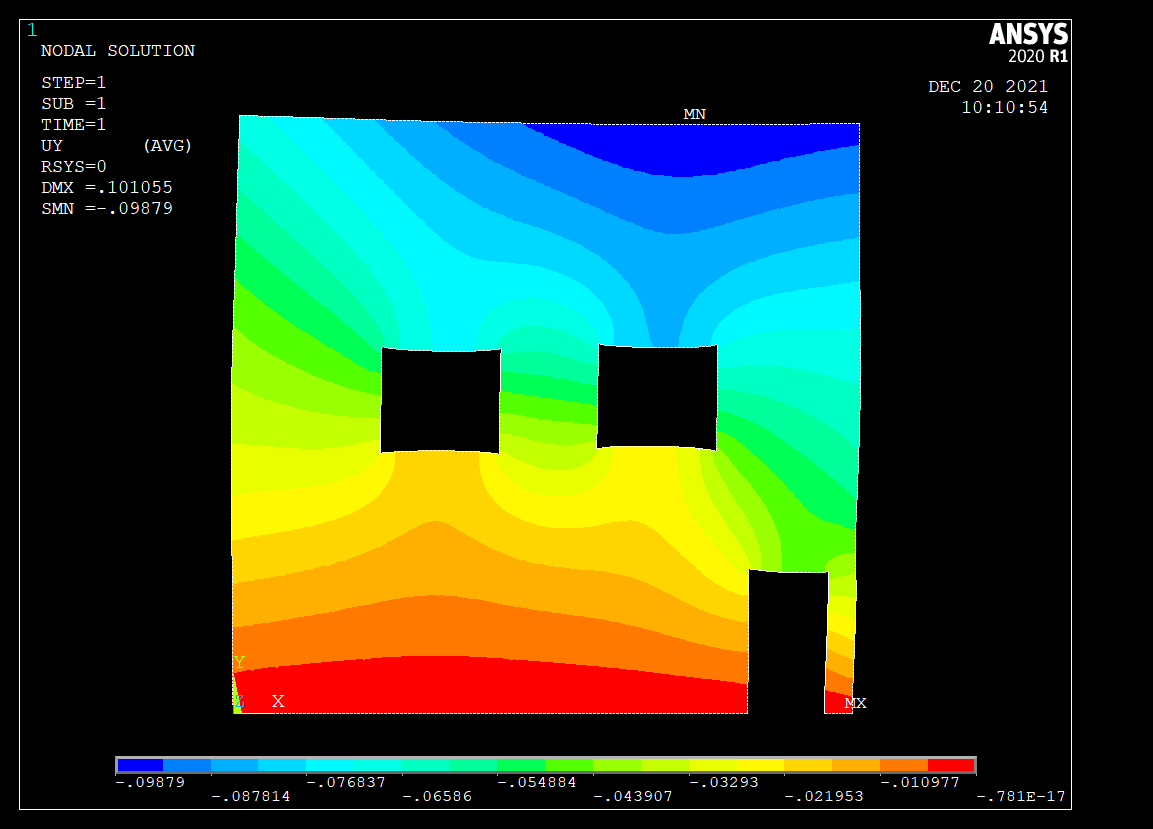 1
ANSYS
2020 R1
NODAL SOLUTION
STEP=1
SUB =1
TIME=1
UY (AVG)
RSYS=0
DMX =.101055
SMN =-.09879
DEC 20 2021
10:10:54
MN
Y
Z X
MX
-.09879 -.076837 -.054884 -.03293 -.010977
-.087814 -.06586 -.043907 -.021953 -.781E-17